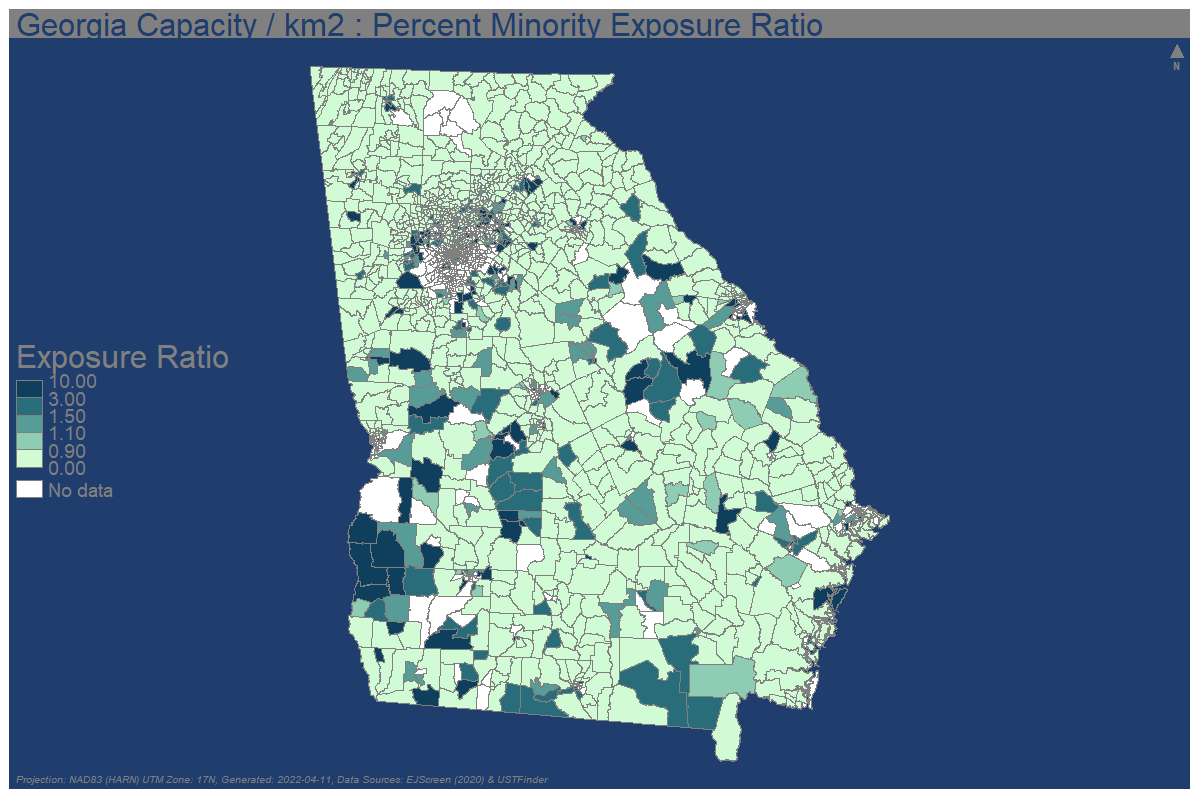 Georgia Capacity / km2 : Percent Minority Exposure Ratio
N
Exposure Ratio
10.00
3.00
1.50
1.10
0.90
0.00
No data
Projection: NAD83 (HARN) UTM Zone: 17N, Generated: 2022-04-11, Data Sources: EJScreen (2020) & USTFinder